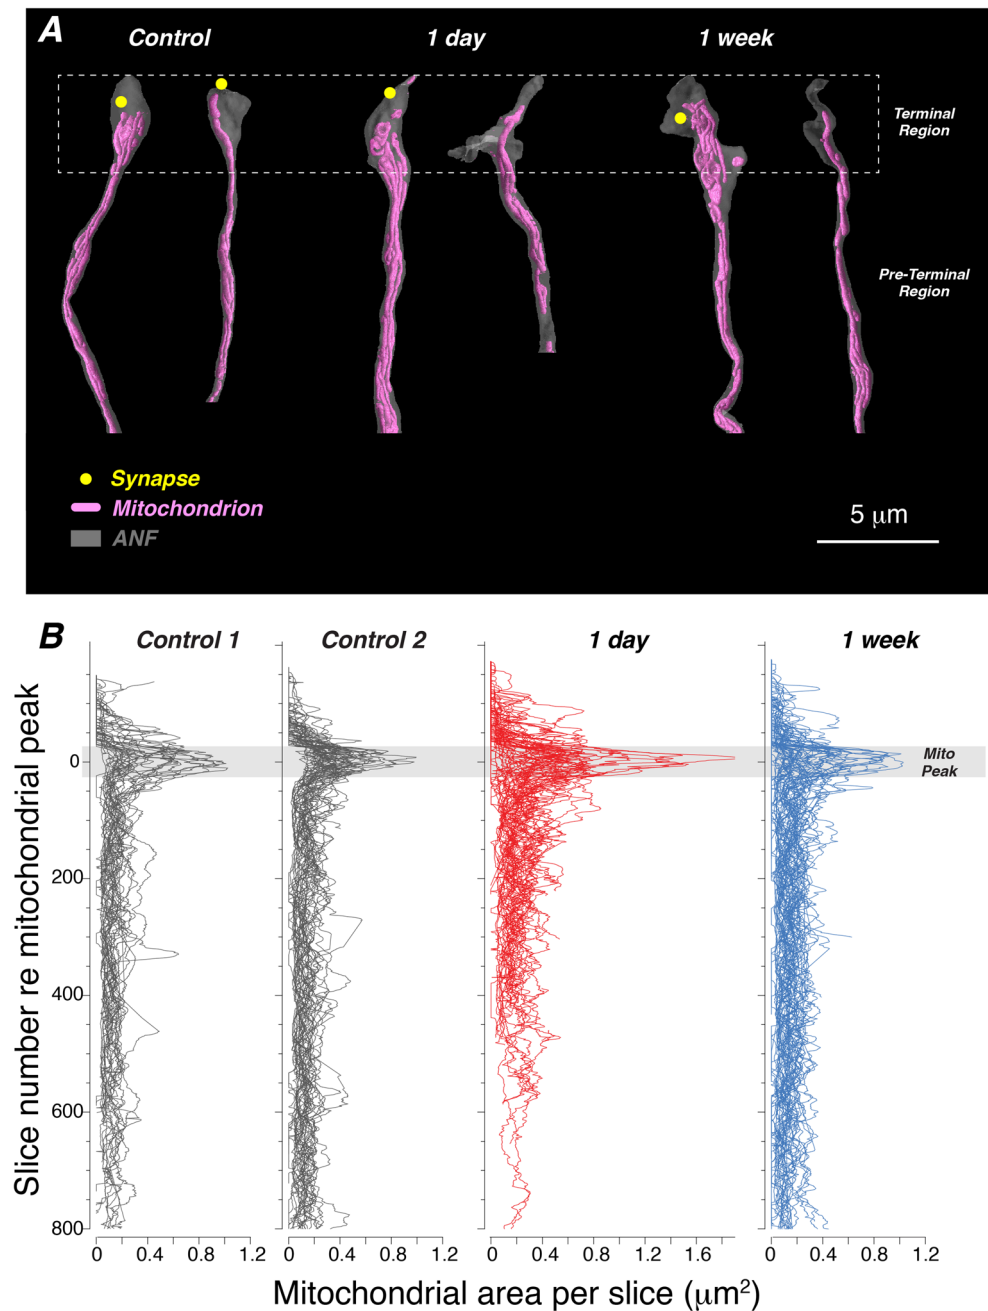 A
Control
1 day
1 week
Terminal
Region
Pre-Terminal
Region
Synapse
Mitochondrion
ANF
5 μm
B
Control 1
Control 2
1 day
1 week
Slice number re mitochondrial peak
0
200
400
600
800
Mito
Peak
0 0.4 0.8 1.2
0 0.4 0.8 1.2
0 0.4 0.8 1.2 1.6
0 0.4 0.8 1.2
Mitochondrial area per slice (μm²)